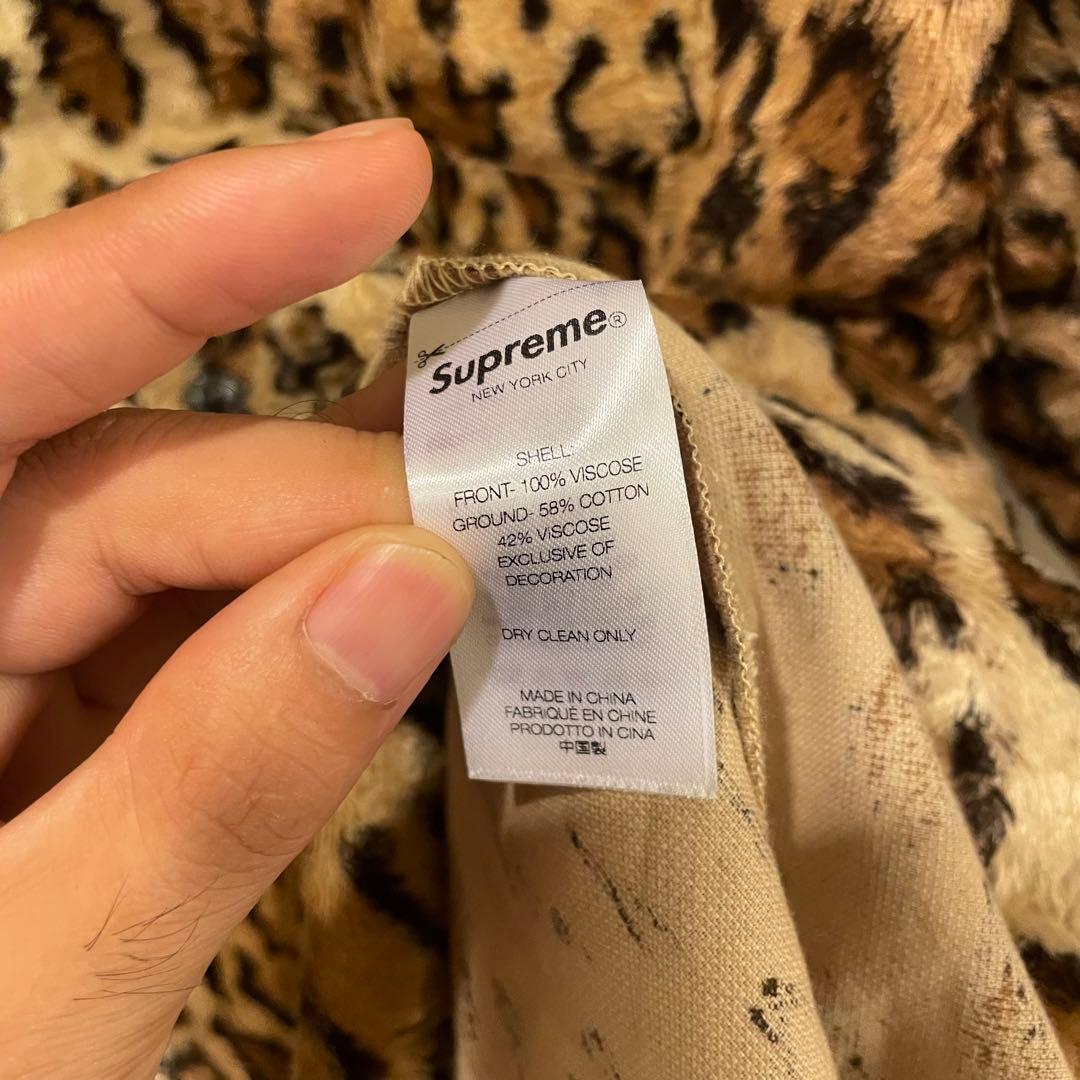 Supreme®
NEW YORK CITY
SHELL:
FRONT- 100% VISCOSE
GROUND- 58% COTTON
42% VISCOSE
EXCLUSIVE OF
DECORATION
DRY CLEAN ONLY
MADE IN CHINA
FABRIQUÉ EN CHINE
PRODOTTO IN CINA
中国製